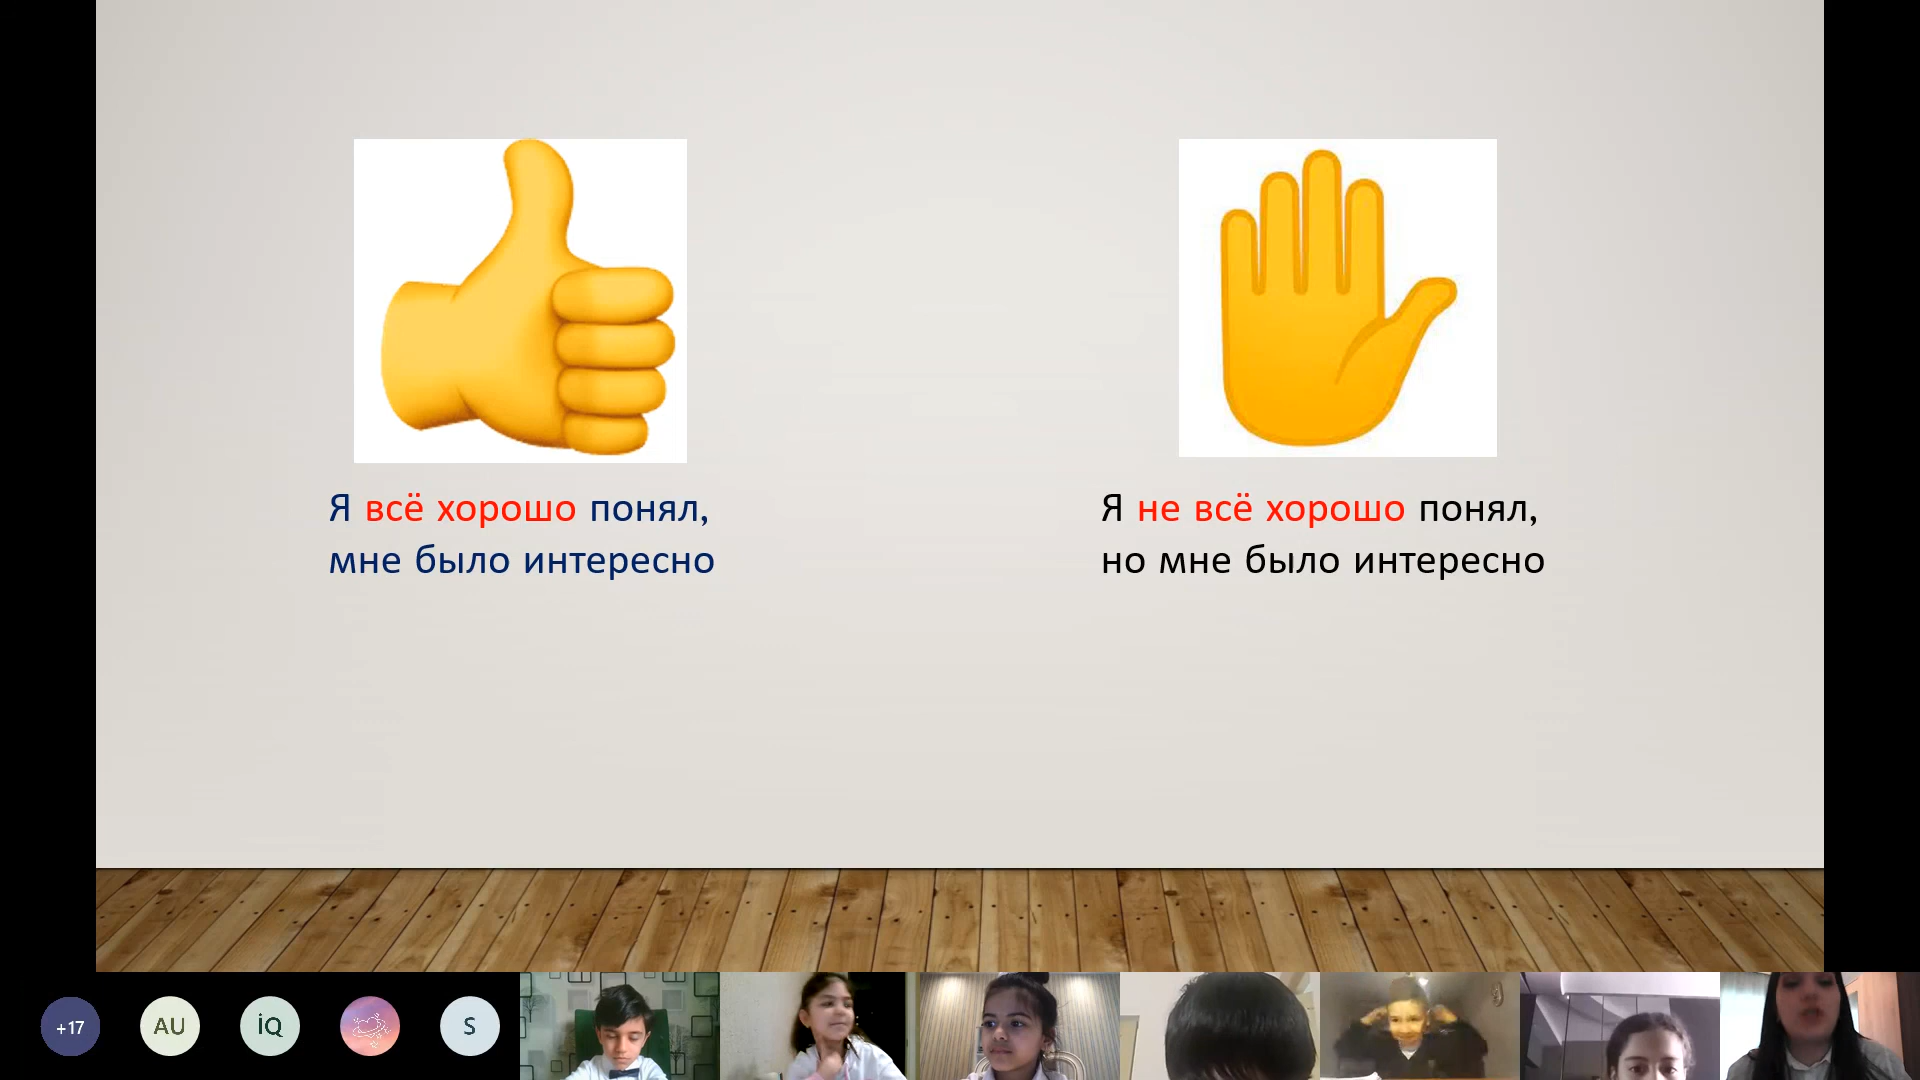 Я всё хорошо понял,
мне было интересно
Я не всё хорошо понял,
но мне было интересно
+17
AU
İQ
S